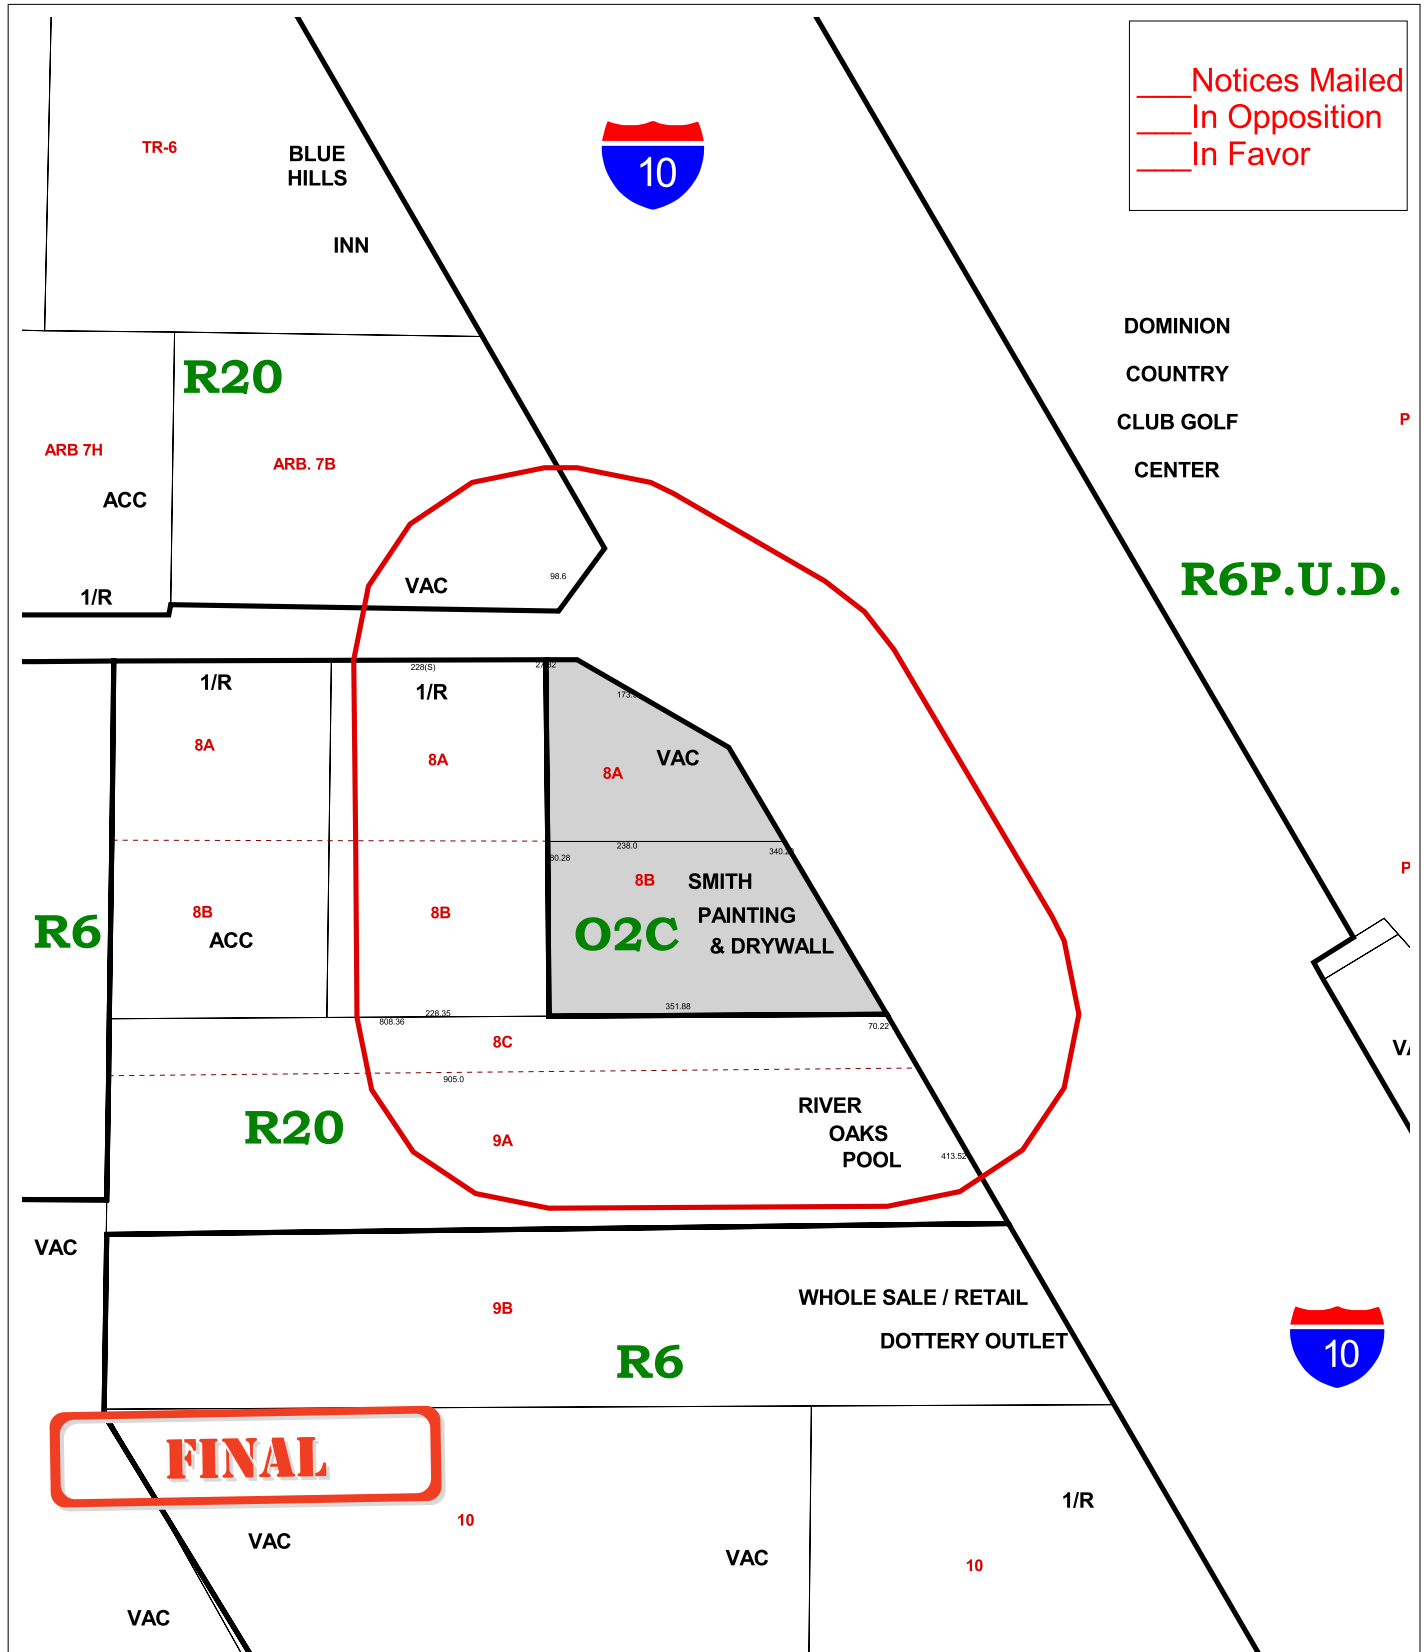 ___Notices Mailed
___In Opposition
___In Favor
TR-6
BLUE
HILLS
INN
10
DOMINION
COUNTRY
CLUB GOLF
CENTER
P
R20
ARB 7H
ARB. 7B
ACC
VAC
98.6
1/R
R6P.U.D.
1/R
228(S)
1/R
8A
8A
8A
VAC
238.0
80.28
8B
SMITH
PAINTING
& DRYWALL
O2C
P
R6
8B
ACC
8B
351.88
228.35
808.36
70.22
8C
905.0
R20
9A
RIVER
OAKS
POOL
413.52
VAC
9B
WHOLE SALE / RETAIL
DOTTERY OUTLET
R6
10
FINAL
10
VAC
VAC
1/R
10
VAC